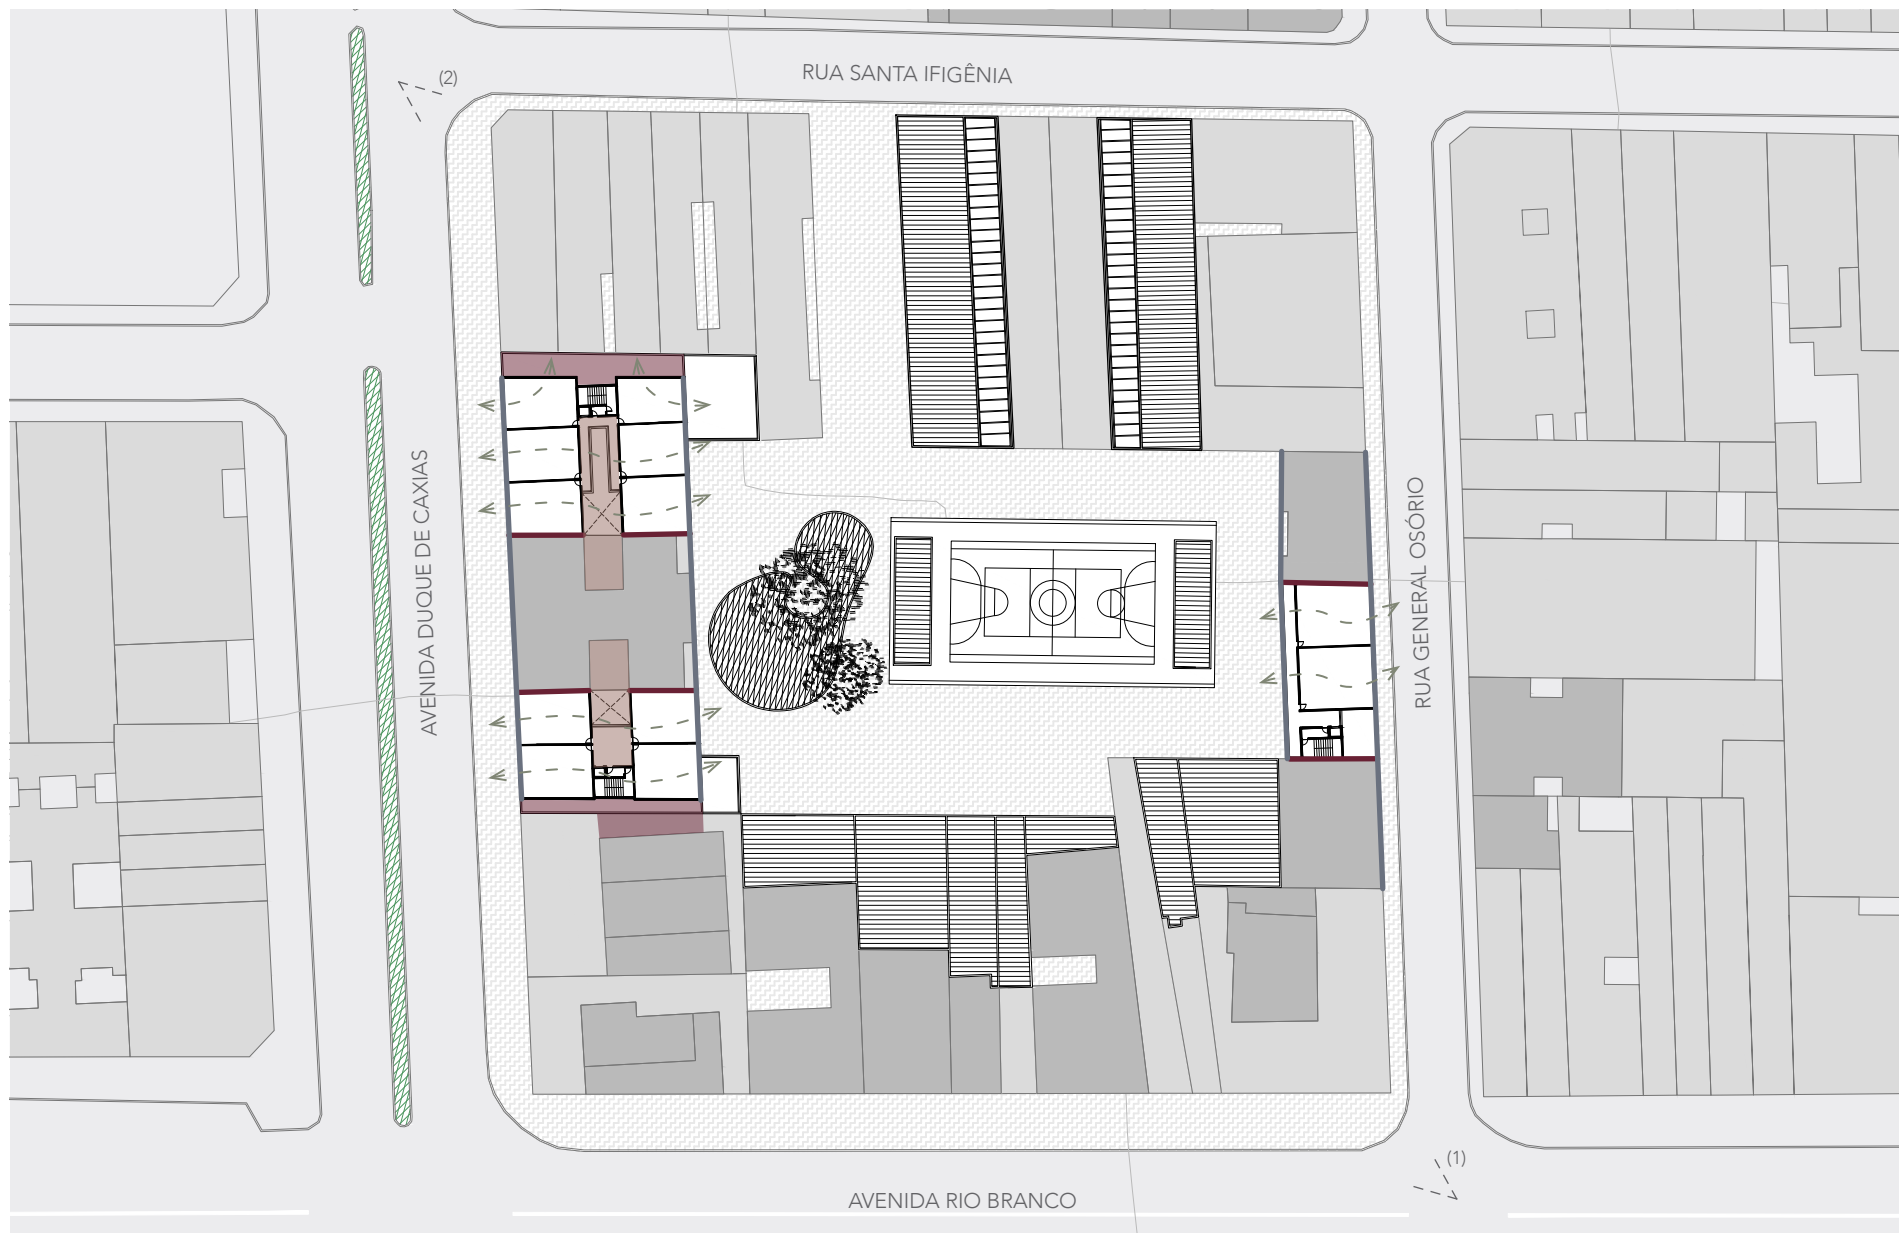 (2)
RUA SANTA IFIGÊNIA
AVENIDA DUQUE DE CAXIAS
RUA GENERAL OSÓRIO
(1)
AVENIDA RIO BRANCO